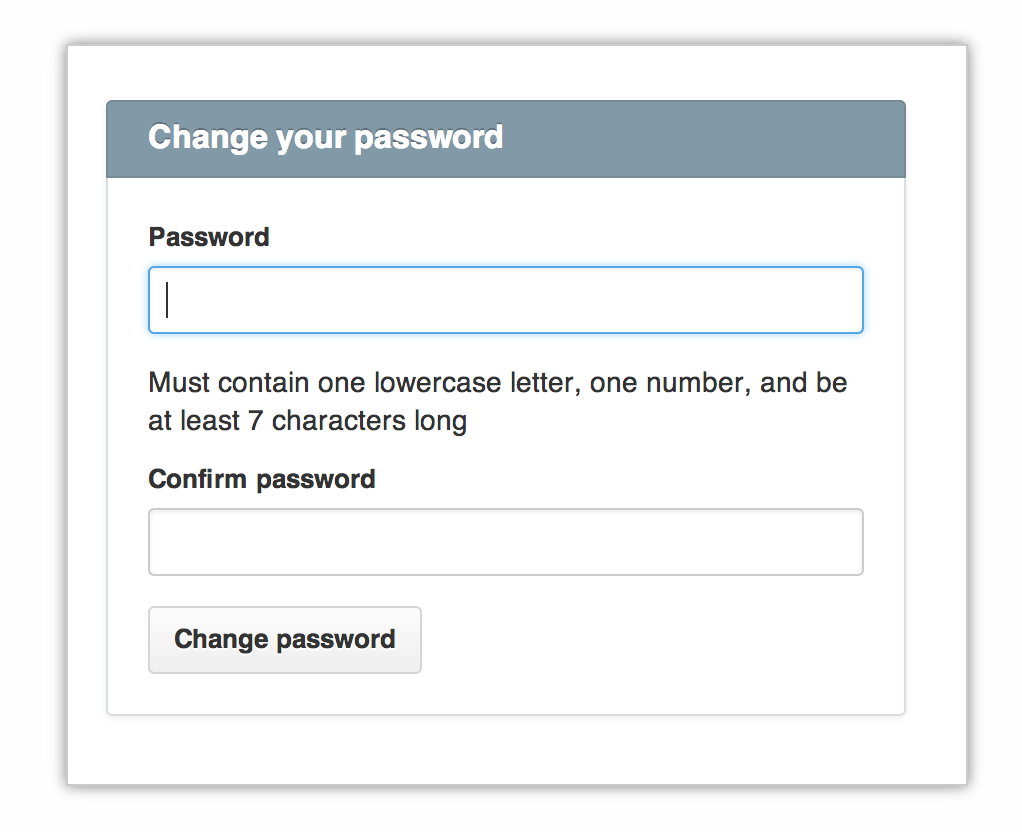 Change your password
Password
Must contain one lowercase letter, one number, and be
at least 7 characters long
Confirm password
Change password